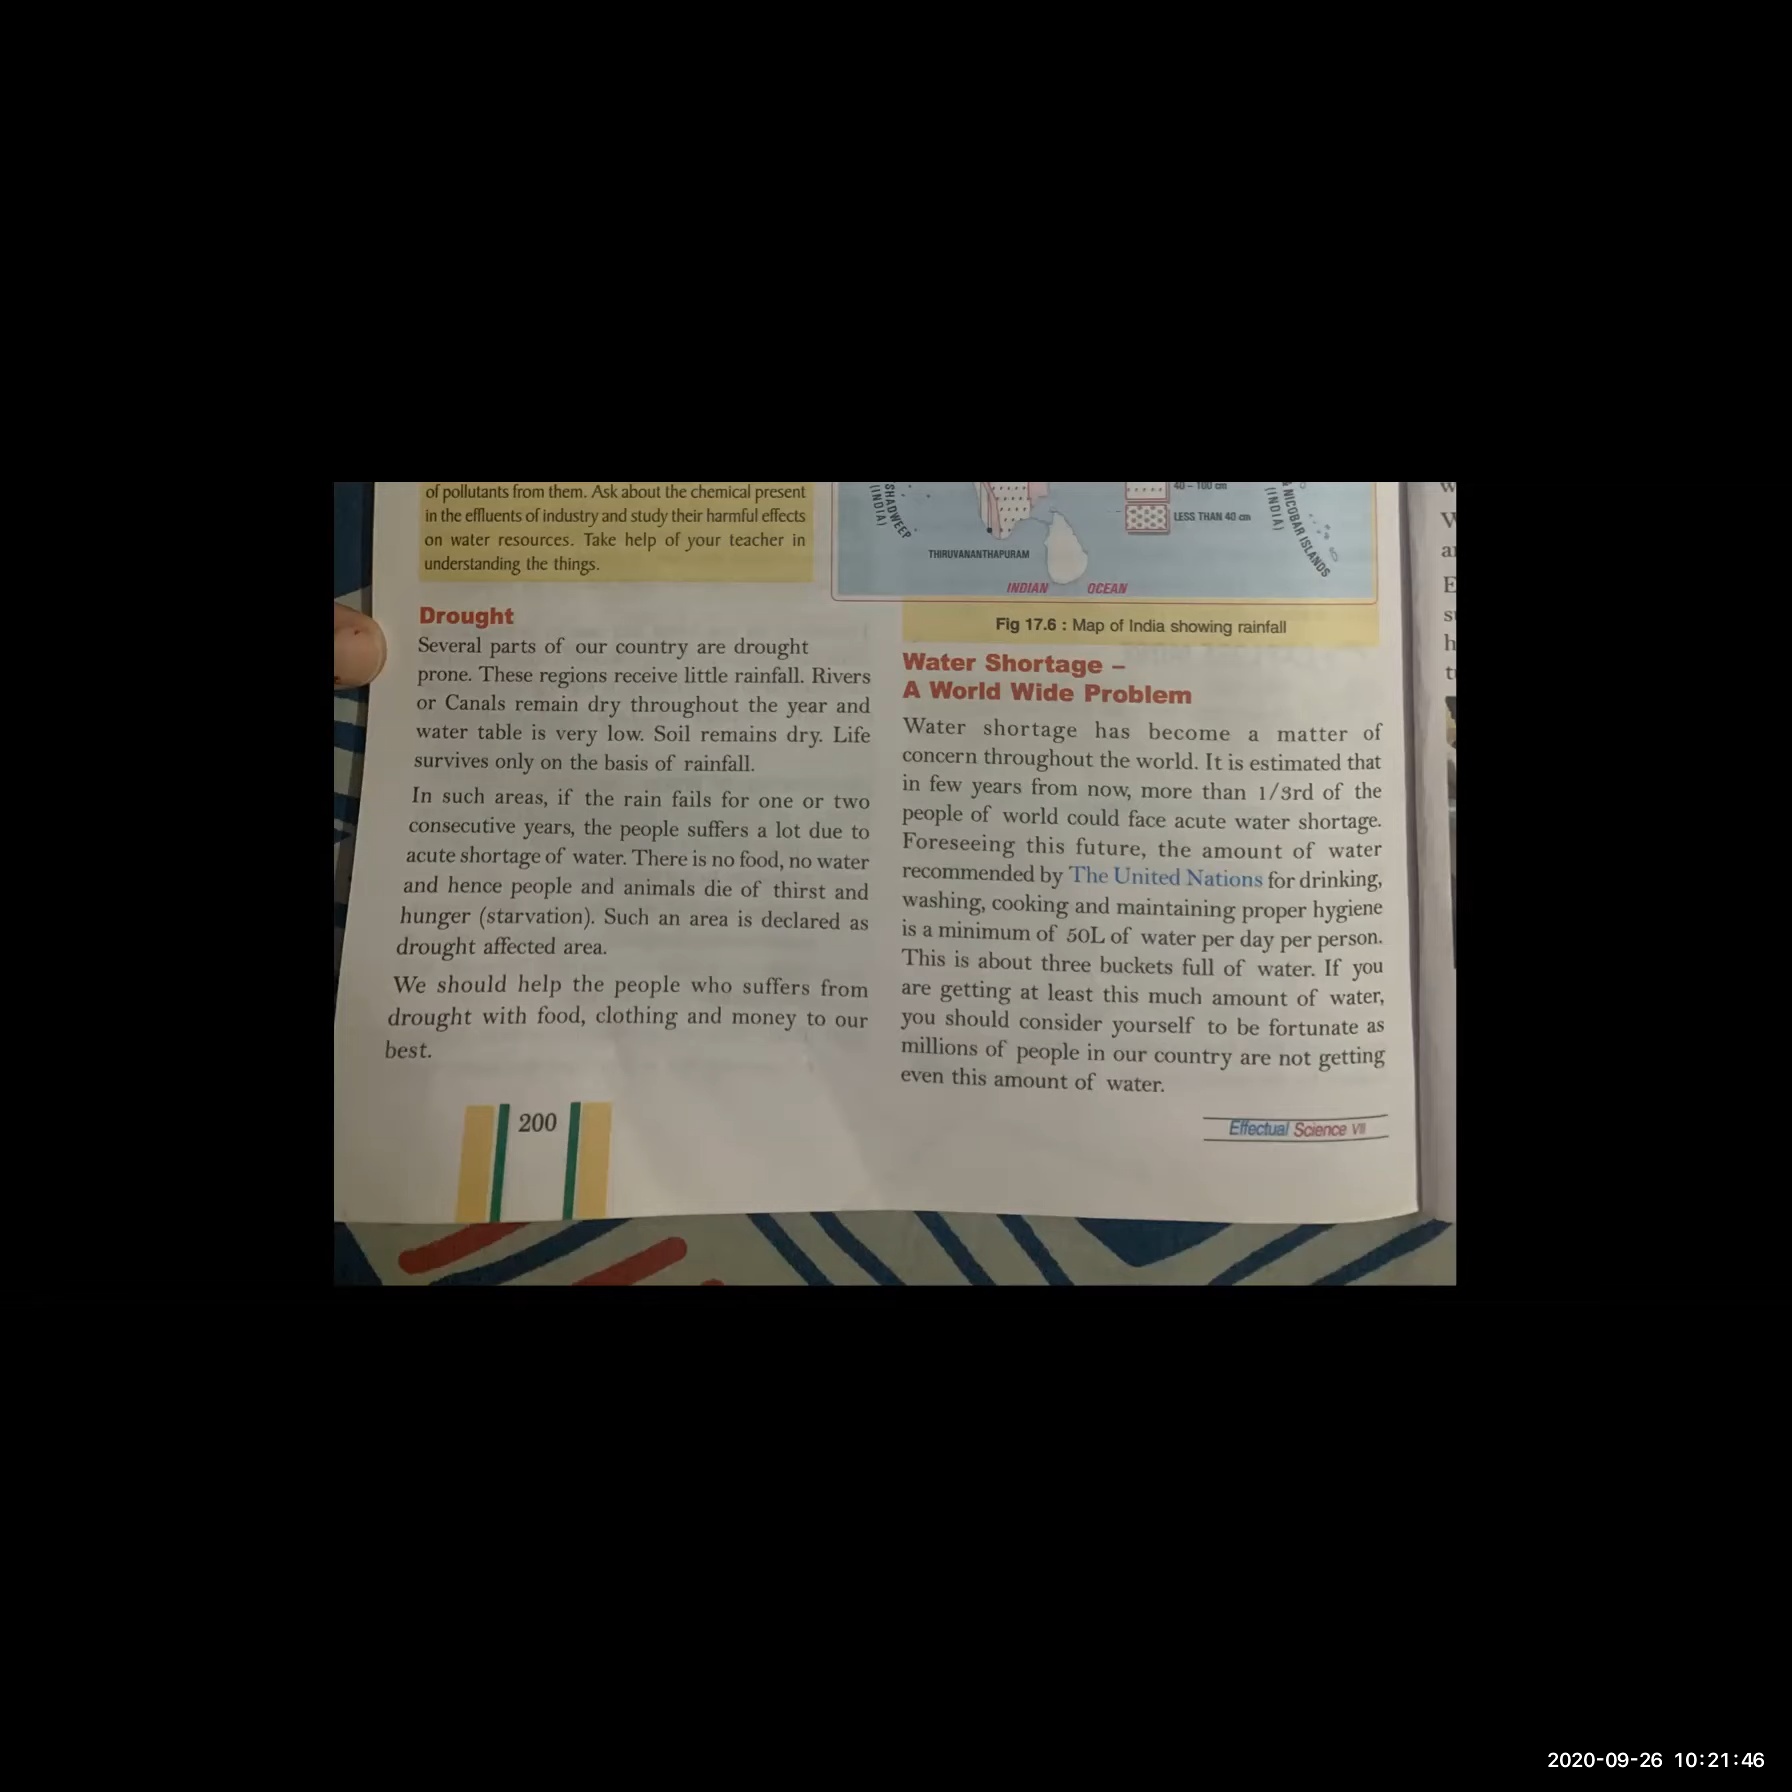 of pollutants from them. Ask about the chemical present
in the effluents of industry and study their harmful effects
on water resources. Take help of your teacher in
understanding the things.
Drought
Several parts of our country are drought
prone. These regions receive little rainfall. Rivers
or Canals remain dry throughout the year and
water table is very low. Soil remains dry. Life
survives only on the basis of rainfall.
In such areas, if the rain fails for one or two
consecutive years, the people suffers a lot due to
acute shortage of water. There is no food, no water
and hence people and animals die of thirst and
hunger (starvation). Such an area is declared as
drought affected area.
We should help the people who suffers from
drought with food, clothing and money to our
best.
200
SHADWEEP
(INDIA)
THIRUVANANTHAPURAM
INDIAN OCEAN
40 – 100 cm
LESS THAN 40 cm
NICOBAR ISLANDS
(INDIA)
Fig 17.6 : Map of India showing rainfall
Water Shortage –
A World Wide Problem
Water shortage has become a matter of
concern throughout the world. It is estimated that
in few years from now, more than 1/3rd of the
people of world could face acute water shortage.
Foreseeing this future, the amount of water
recommended by The United Nations for drinking,
washing, cooking and maintaining proper hygiene
is a minimum of 50L of water per day per person.
This is about three buckets full of water. If you
are getting at least this much amount of water,
you should consider yourself to be fortunate as
millions of people in our country are not getting
even this amount of water.
Effectual Science VII
2020-09-26 10:21:46